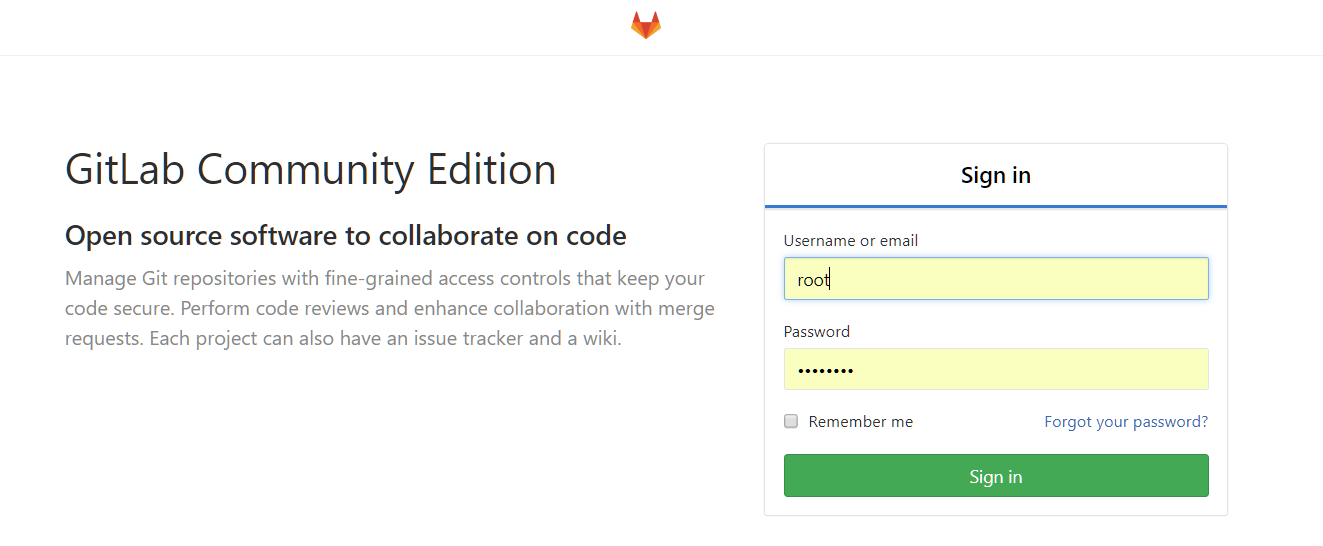 GitLab Community Edition
Open source software to collaborate on code
Manage Git repositories with fine-grained access controls that keep your
code secure. Perform code reviews and enhance collaboration with merge
requests. Each project can also have an issue tracker and a wiki.
Sign in
Username or email
root
Password
••••••••
Remember me
Forgot your password?
Sign in